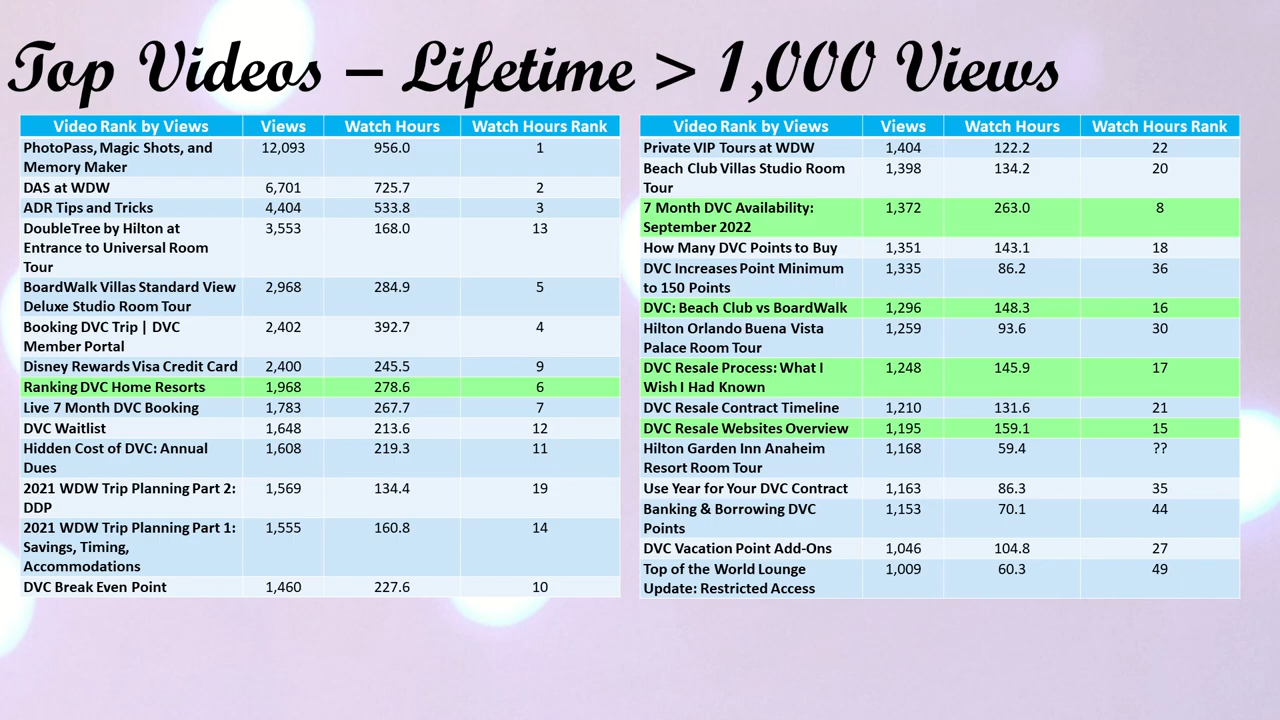 Top Videos – Lifetime > 1,000 Views
Video Rank by Views Views Watch Hours Watch Hours Rank
PhotoPass, Magic Shots, and 12,093 956.0 1
Memory Maker
DAS at WDW 6,701 725.7 2
ADR Tips and Tricks 4,404 533.8 3
DoubleTree by Hilton at 3,553 168.0 13
Entrance to Universal Room
Tour
BoardWalk Villas Standard View 2,968 284.9 5
Deluxe Studio Room Tour
Booking DVC Trip | DVC 2,402 392.7 4
Member Portal
Disney Rewards Visa Credit Card 2,400 245.5 9
Ranking DVC Home Resorts 1,968 278.6 6
Live 7 Month DVC Booking 1,783 267.7 7
DVC Waitlist 1,648 213.6 12
Hidden Cost of DVC: Annual 1,608 219.3 11
Dues
2021 WDW Trip Planning Part 2: 1,569 134.4 19
DDP
2021 WDW Trip Planning Part 1: 1,555 160.8 14
Savings, Timing,
Accommodations
DVC Break Even Point 1,460 227.6 10
Video Rank by Views Views Watch Hours Watch Hours Rank
Private VIP Tours at WDW 1,404 122.2 22
Beach Club Villas Studio Room 1,398 134.2 20
Tour
7 Month DVC Availability: 1,372 263.0 8
September 2022
How Many DVC Points to Buy 1,351 143.1 18
DVC Increases Point Minimum 1,335 86.2 36
to 150 Points
DVC: Beach Club vs BoardWalk 1,296 148.3 16
Hilton Orlando Buena Vista 1,259 93.6 30
Palace Room Tour
DVC Resale Process: What I 1,248 145.9 17
Wish I Had Known
DVC Resale Contract Timeline 1,210 131.6 21
DVC Resale Websites Overview 1,195 159.1 15
Hilton Garden Inn Anaheim 1,168 59.4 ??
Resort Room Tour
Use Year for Your DVC Contract 1,163 86.3 35
Banking & Borrowing DVC 1,153 70.1 44
Points
DVC Vacation Point Add-Ons 1,046 104.8 27
Top of the World Lounge 1,009 60.3 49
Update: Restricted Access